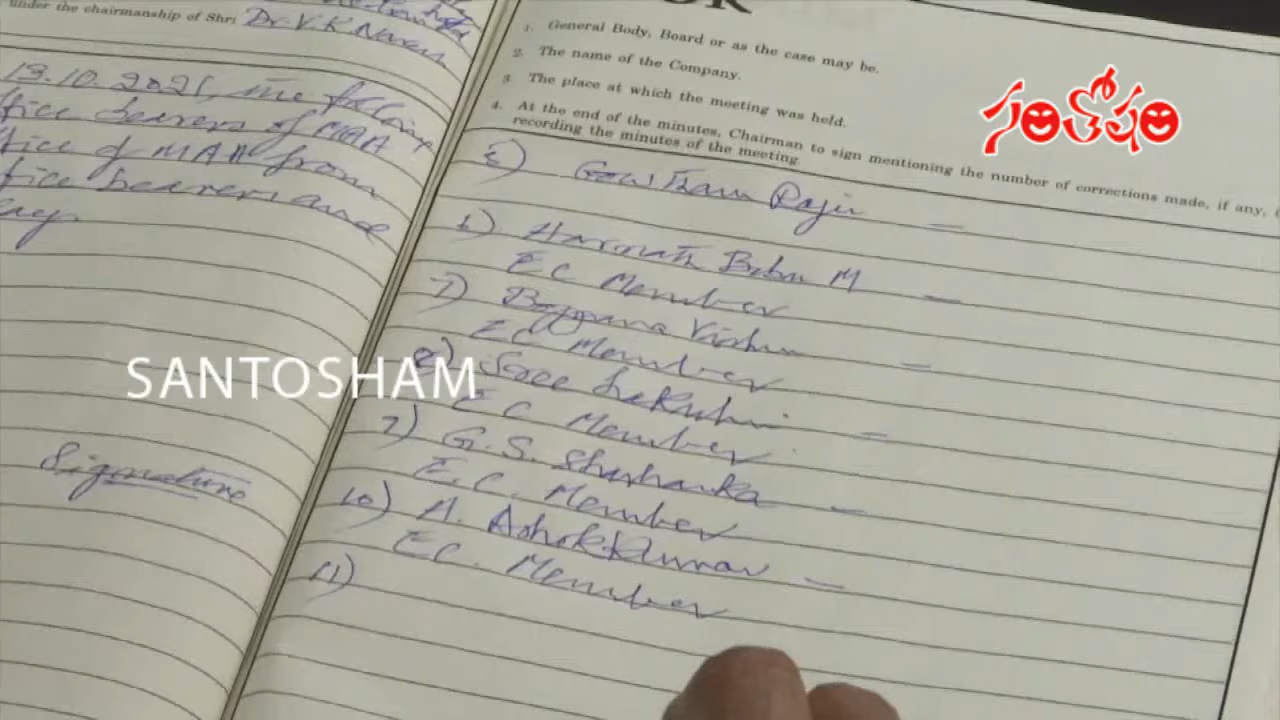 under the chairmanship of Shri Dr. V.K Naresh
13.10.2021, the following
office bearers of MAA
office of MAA from
office bearers and
Signature
1. General Body, Board or as the case may be.
2. The name of the Company.
3. The place at which the meeting was held.
4. At the end of the minutes, Chairman to sign mentioning the number of corrections made, if any,
recording the minutes of the meeting.
5) Gowtham Raju –
6) Harinath Babu M –
EC Member
7) Boppana Vishnu –
EC Member
8) Sree Lakshmi –
EC Member
9) G. S. Shashanka –
E.C. Member
10) A. Ashok Kumar –
EC. Member
11)
సంతోషం
SANTOSHAM